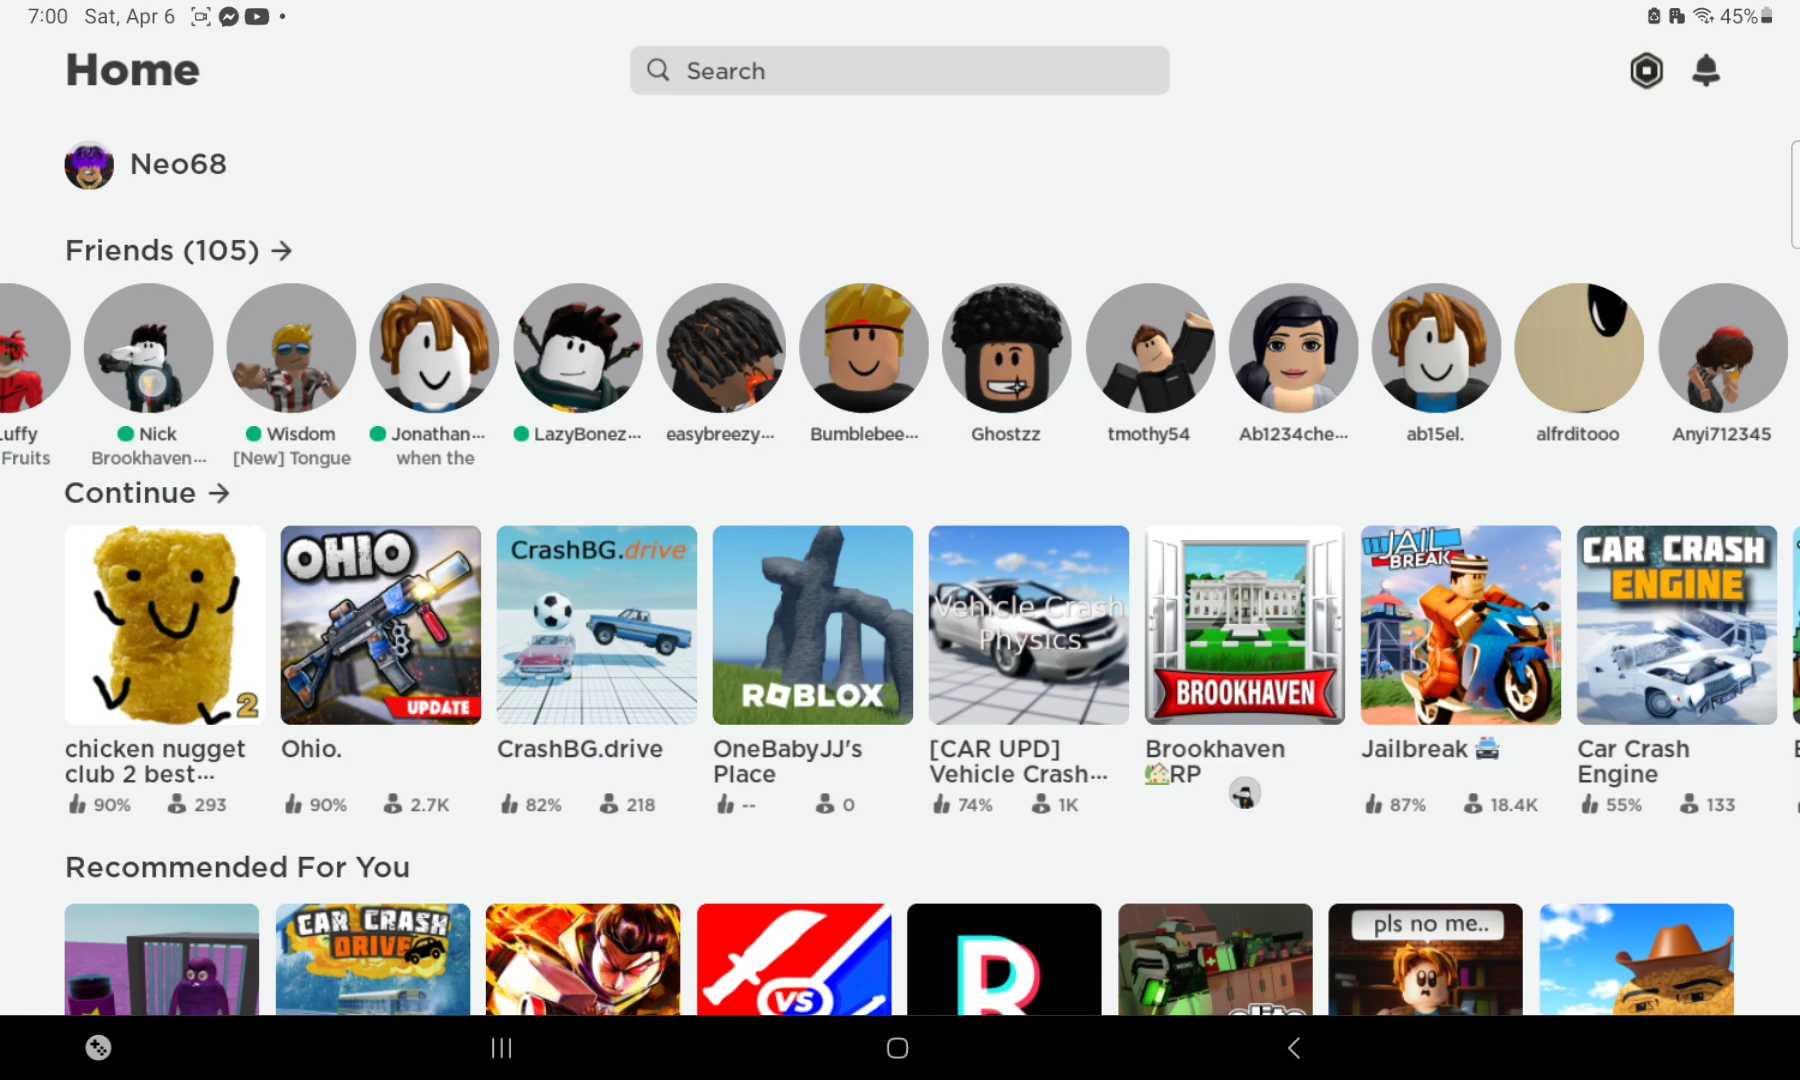 7:00 Sat, Apr 6
45%
Home
Search
Neo68
Friends (105) →
Luffy
Fruits
Nick
Brookhaven...
Wisdom
[New] Tongue
Jonathan...
when the
LazyBonez...
easybreezy...
Bumblebee...
Ghostzz
tmothy54
Ab1234che...
ab15el.
alfrditooo
Anyi712345
Continue →
2
OHIO
UPDATE
CrashBG.drive
ROBLOX
Vehicle Crash
Physics
BROOKHAVEN
JAIL
BREAK
CAR CRASH
ENGINE
chicken nugget
club 2 best...
90% 293
Ohio.
90% 2.7K
CrashBG.drive
82% 218
OneBabyJJ's
Place
-- 0
[CAR UPD]
Vehicle Crash...
74% 1K
Brookhaven
🏡RP
Jailbreak 🚔
87% 18.4K
Car Crash
Engine
55% 133
Recommended For You
CAR CRASH
DRIVE
VS
R
pls no me..